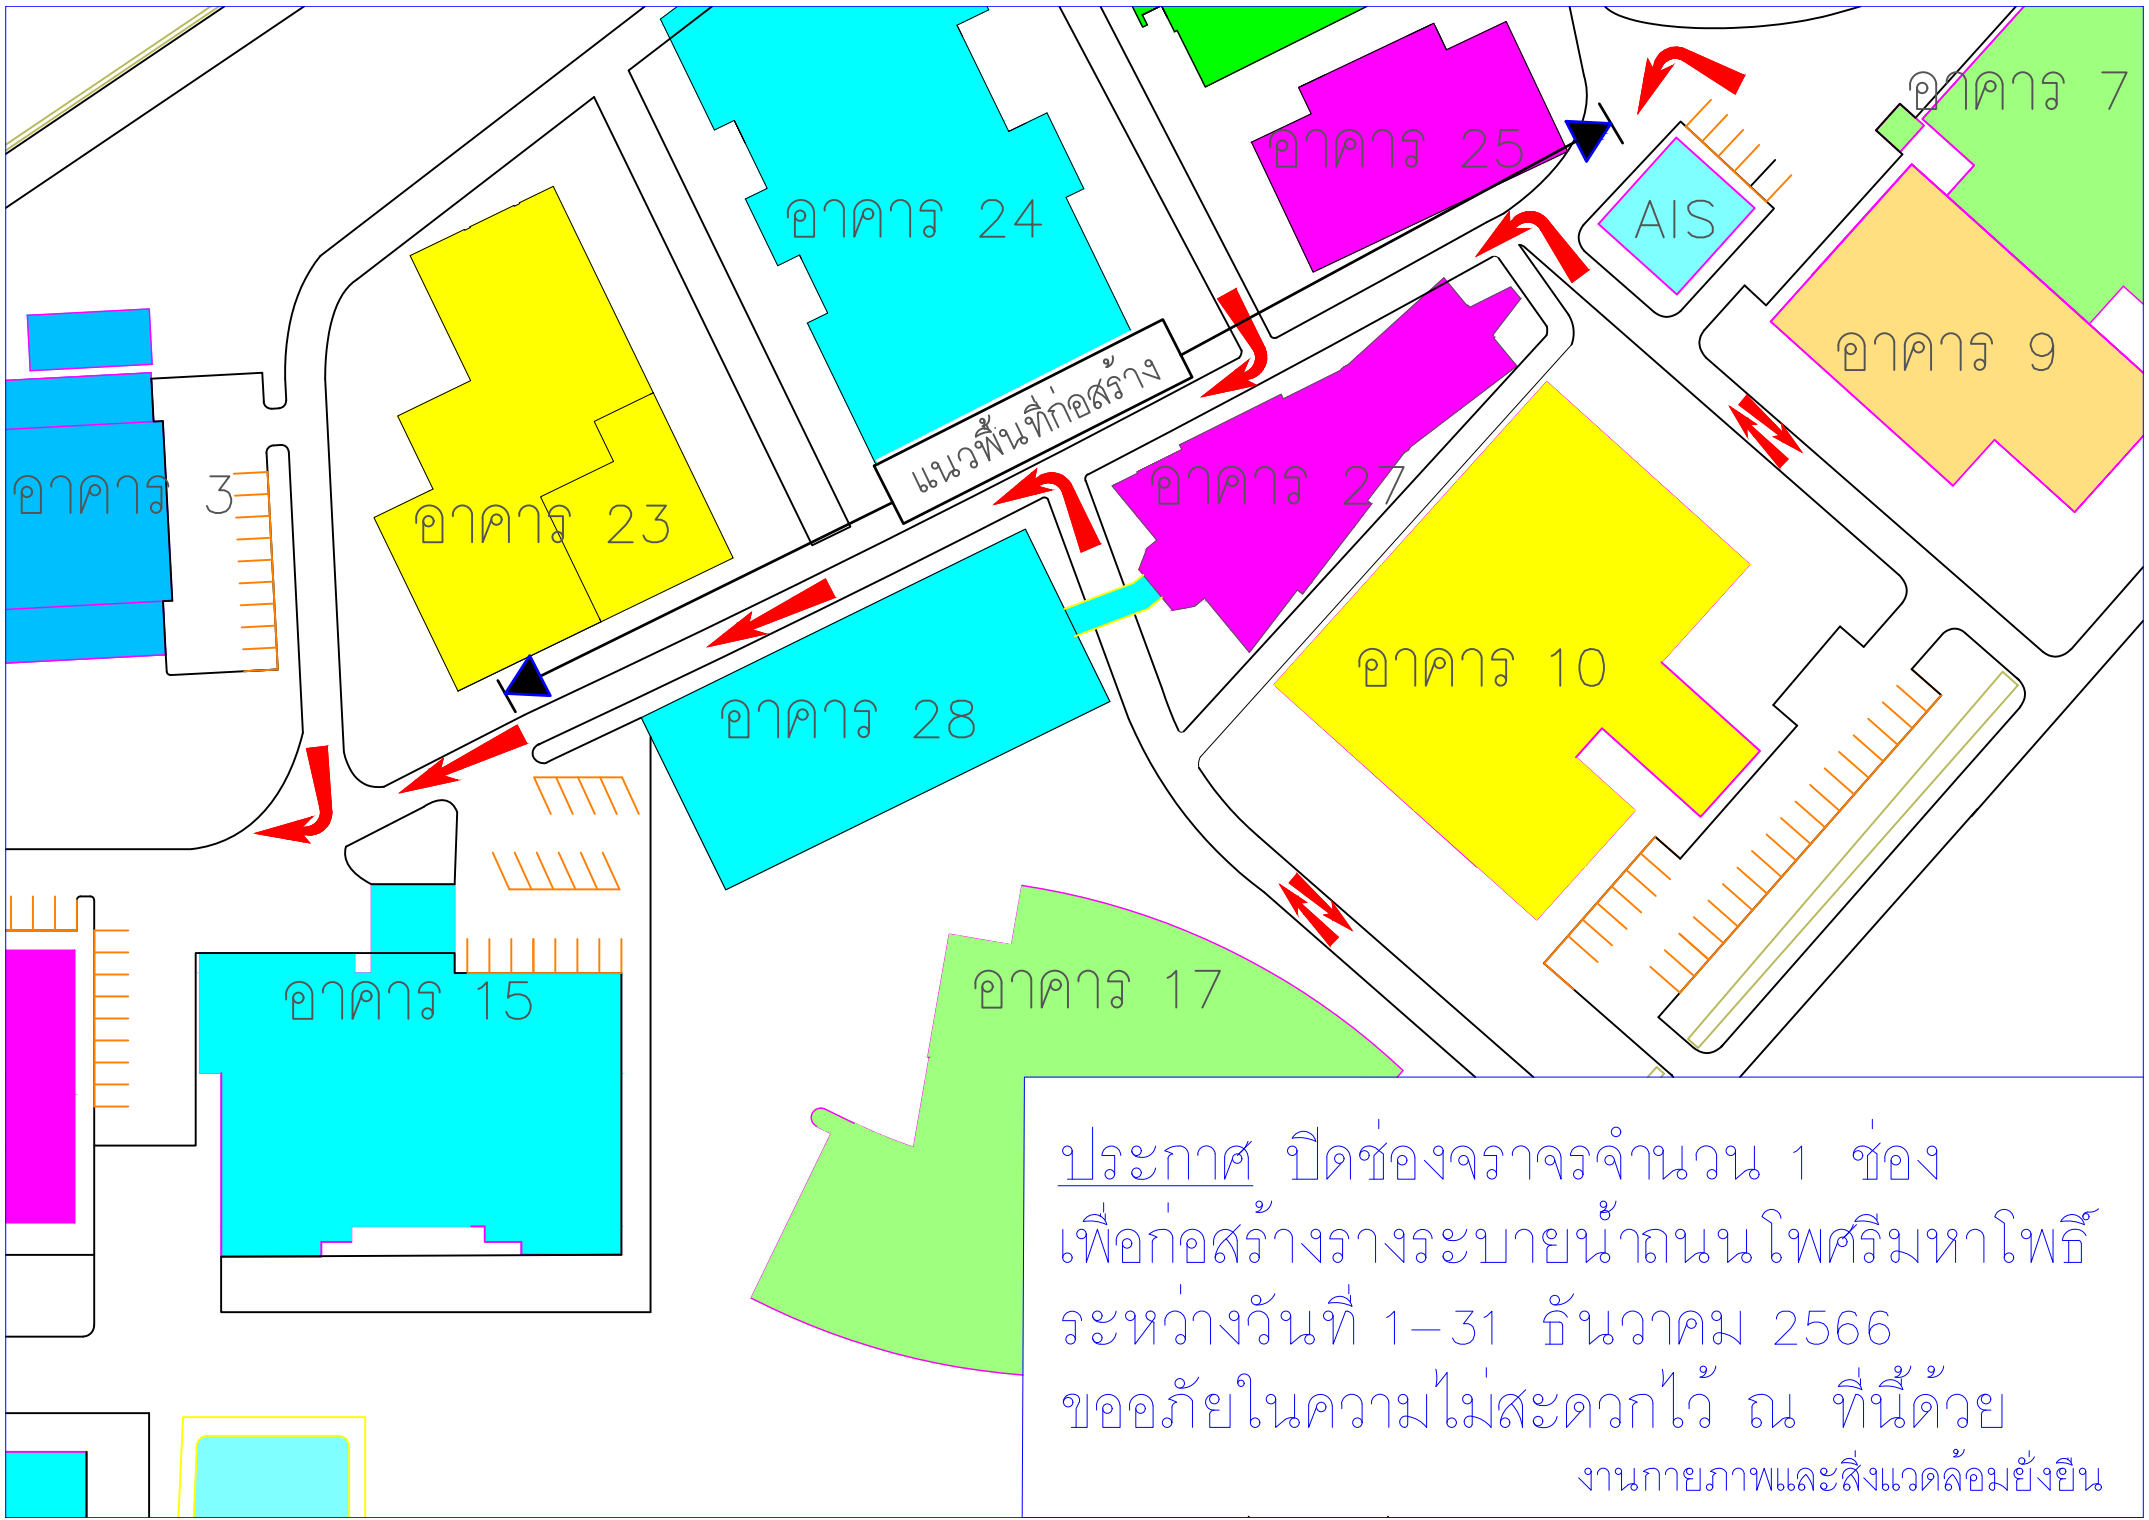 อาคาร 7
อาคาร 25
อาคาร 24
AIS
อาคาร 9
แนวพื้นที่ก่อสร้าง
อาคาร 3
อาคาร 23
อาคาร 27
อาคาร 10
อาคาร 28
อาคาร 15
อาคาร 17
ประกาศ ปิดช่องจราจรจำนวน 1 ช่อง
เพื่อก่อสร้างรางระบายน้ำถนนโพศรีมหาโพธิ์
ระหว่างวันที่ 1-31 ธันวาคม 2566
ขออภัยในความไม่สะดวกไว้ ณ ที่นี้ด้วย
งานกายภาพและสิ่งแวดล้อมยั่งยืน